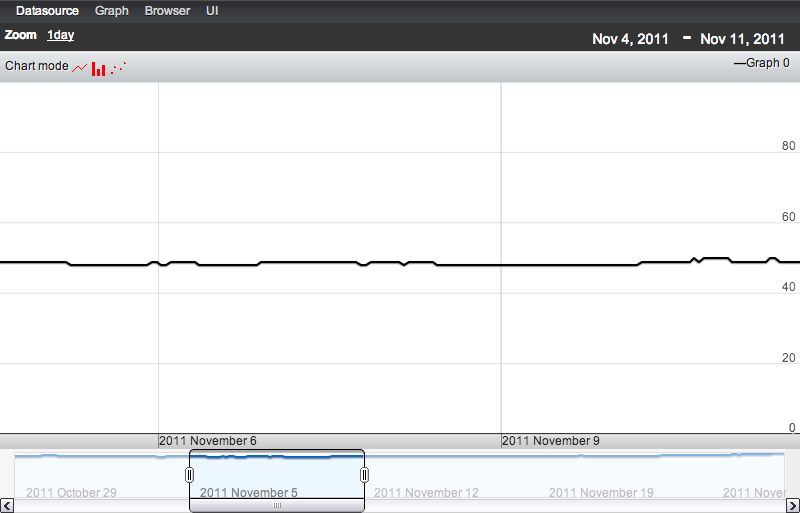 Datasource Graph Browser UI
Zoom 1day Nov 4, 2011 – Nov 11, 2011
Chart mode Graph 0
80
60
40
20
0
2011 November 6 2011 November 9
2011 October 29 2011 November 5 2011 November 12 2011 November 19 2011 Novem